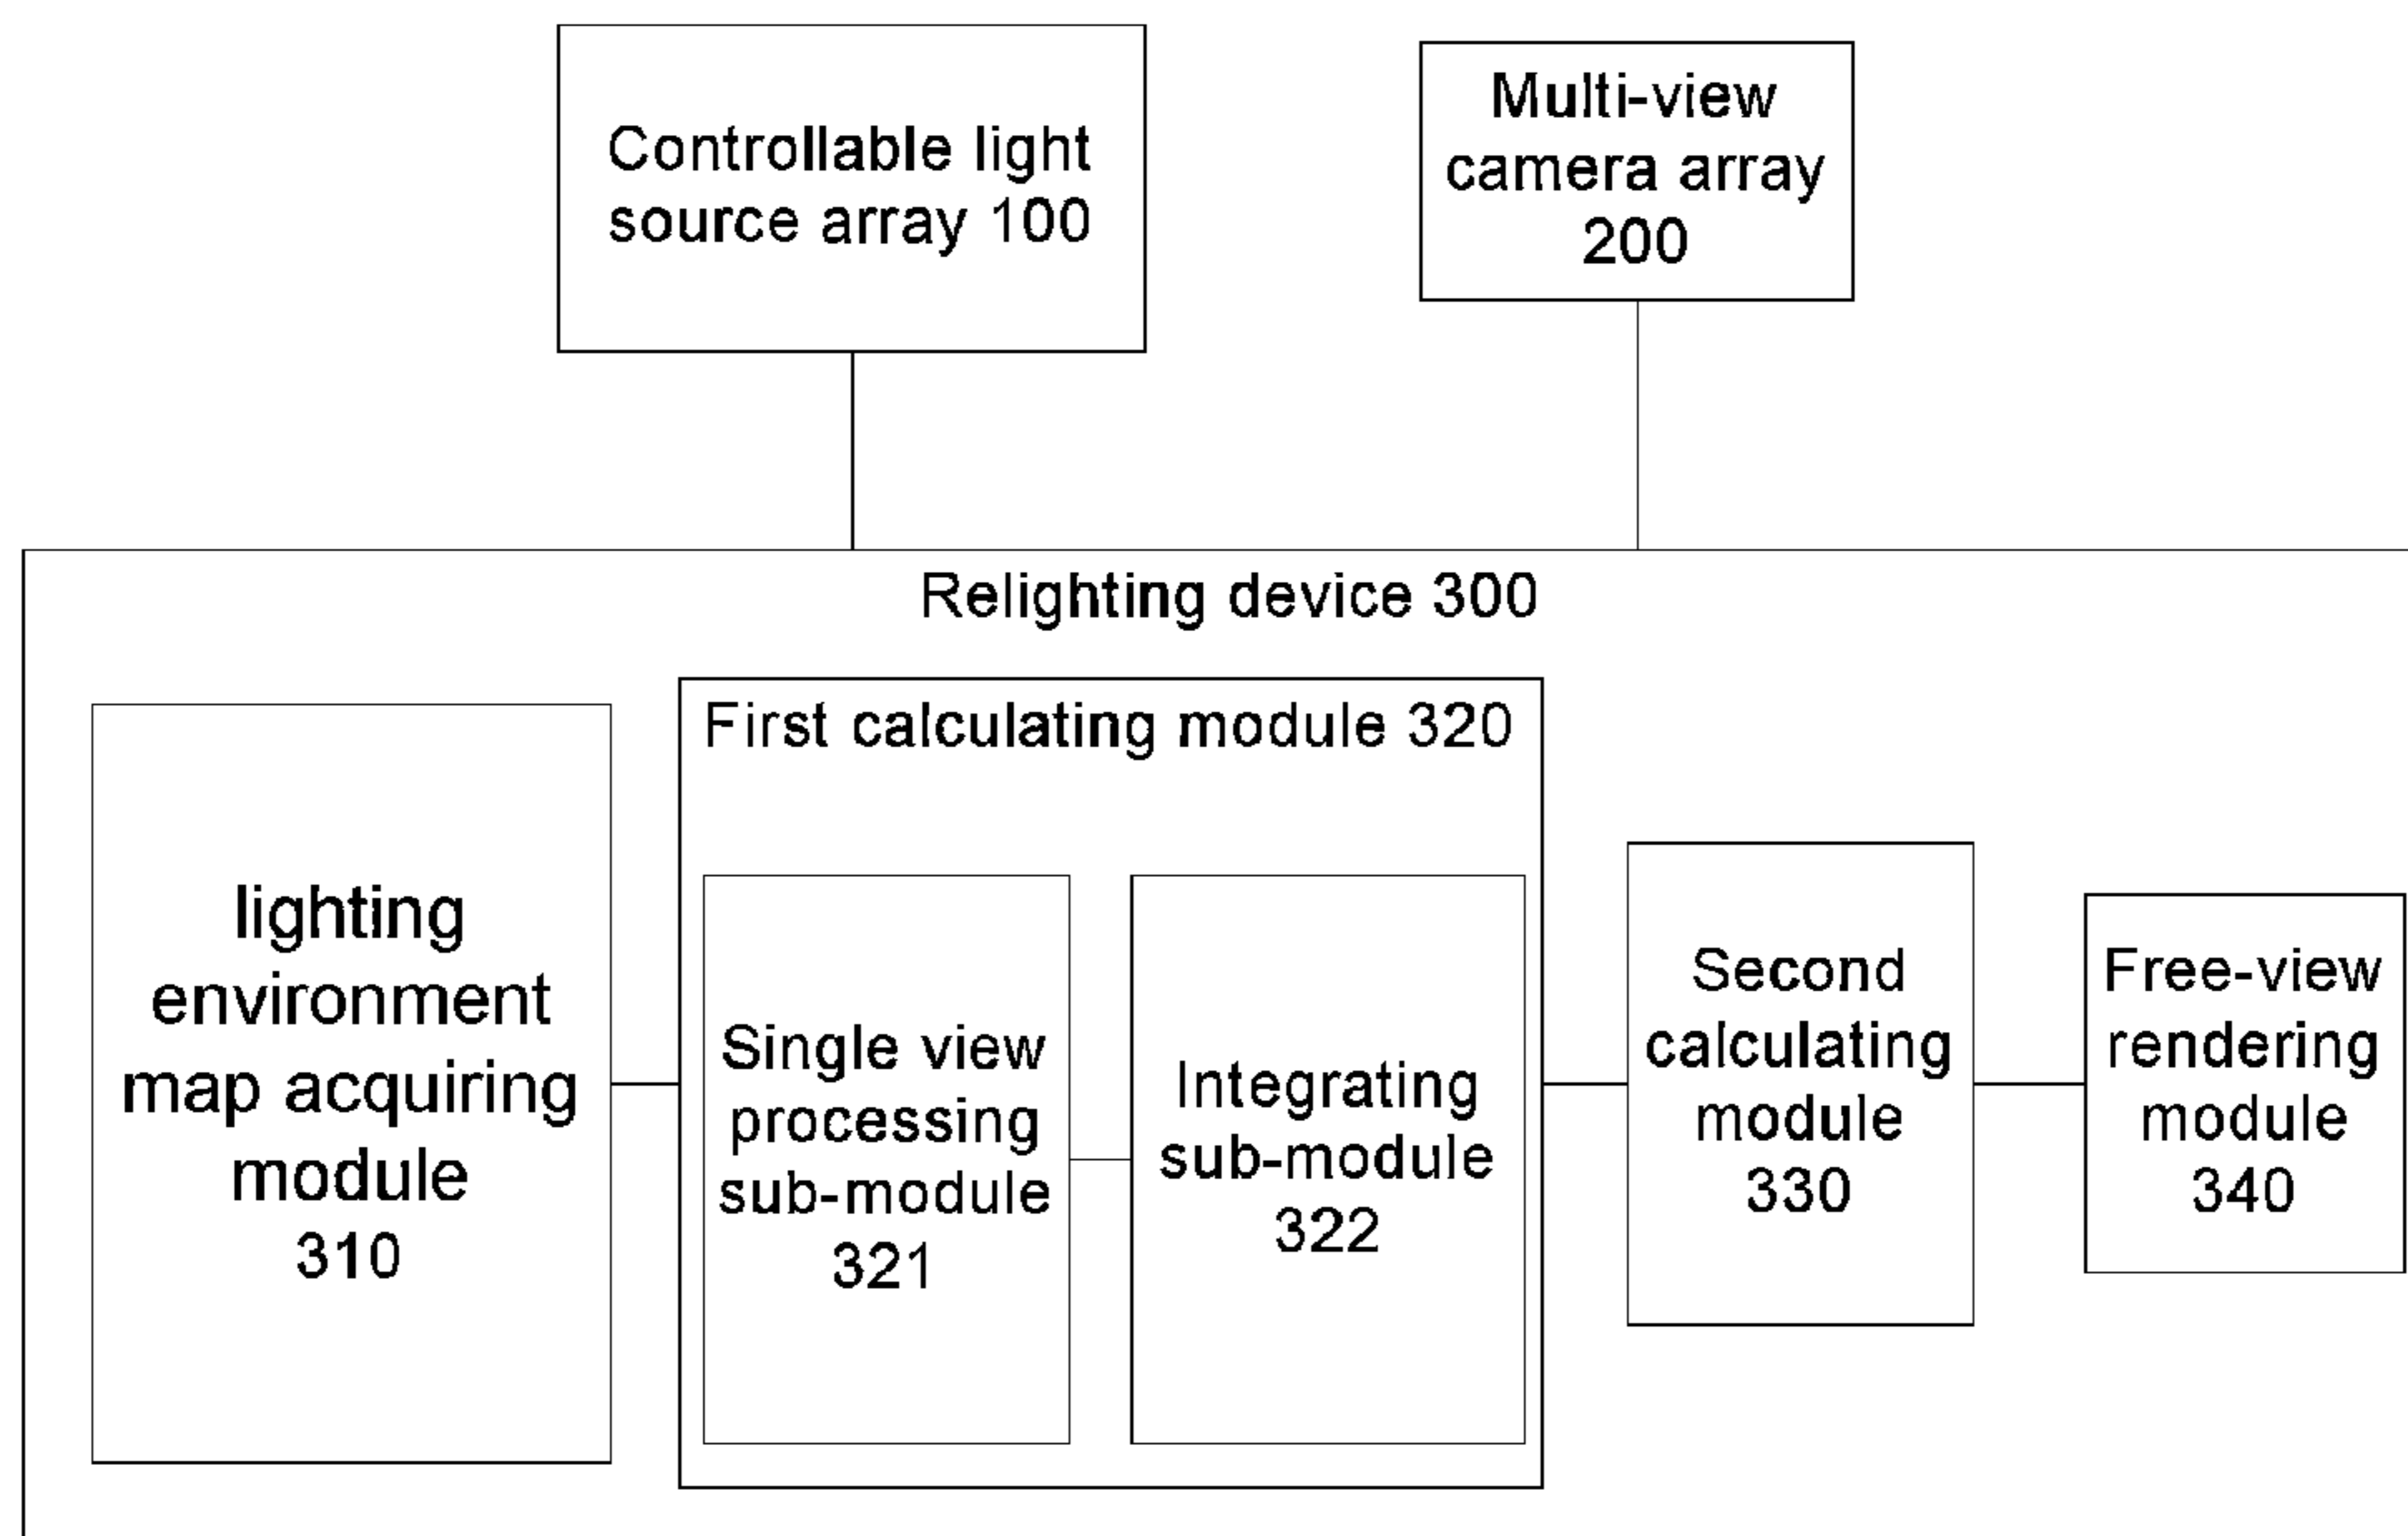 Controllable light
source array 100
Multi-view
camera array
200
Relighting device 300
lighting
environment
map acquiring
module
310
First calculating module 320
Single view
processing
sub-module
321
Integrating
sub-module
322
Second
calculating
module
330
Free-view
rendering
module
340